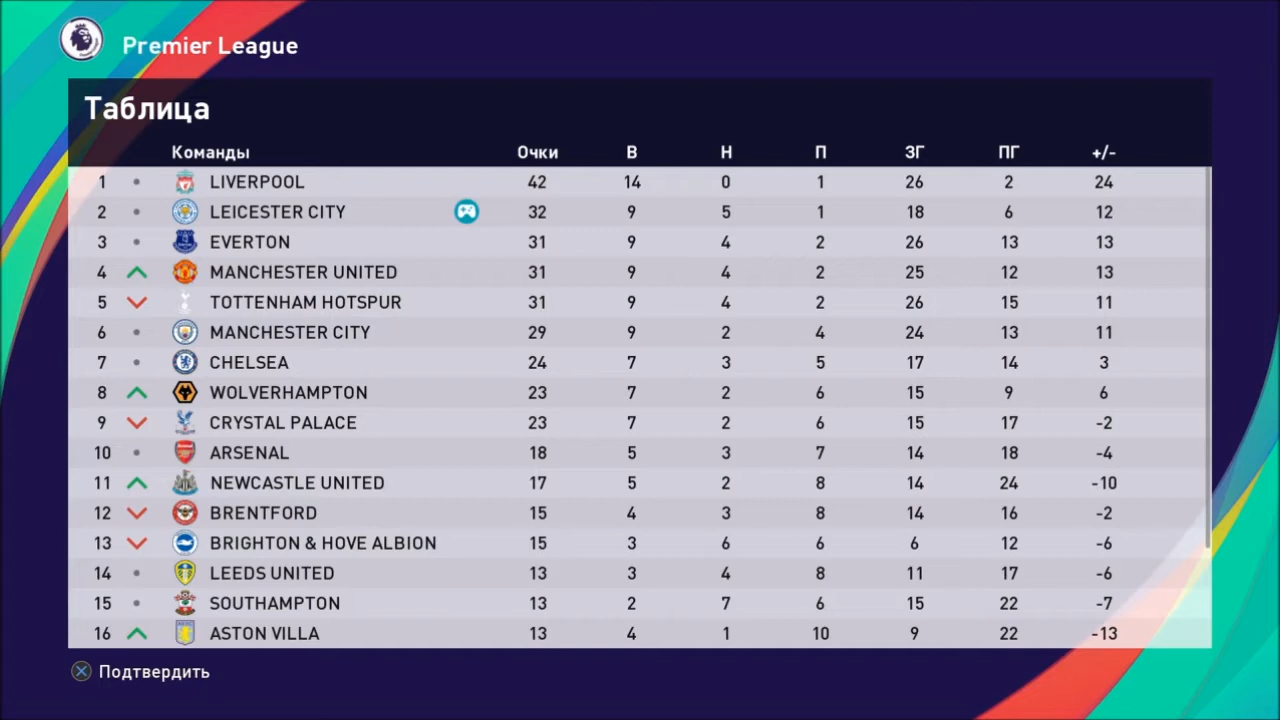 Premier League
Таблица
Команды Очки В Н П ЗГ ПГ +/-
1 LIVERPOOL 42 14 0 1 26 2 24
2 LEICESTER CITY 32 9 5 1 18 6 12
3 EVERTON 31 9 4 2 26 13 13
4 MANCHESTER UNITED 31 9 4 2 25 12 13
5 TOTTENHAM HOTSPUR 31 9 4 2 26 15 11
6 MANCHESTER CITY 29 9 2 4 24 13 11
7 CHELSEA 24 7 3 5 17 14 3
8 WOLVERHAMPTON 23 7 2 6 15 9 6
9 CRYSTAL PALACE 23 7 2 6 15 17 -2
10 ARSENAL 18 5 3 7 14 18 -4
11 NEWCASTLE UNITED 17 5 2 8 14 24 -10
12 BRENTFORD 15 4 3 8 14 16 -2
13 BRIGHTON & HOVE ALBION 15 3 6 6 6 12 -6
14 LEEDS UNITED 13 3 4 8 11 17 -6
15 SOUTHAMPTON 13 2 7 6 15 22 -7
16 ASTON VILLA 13 4 1 10 9 22 -13
Подтвердить